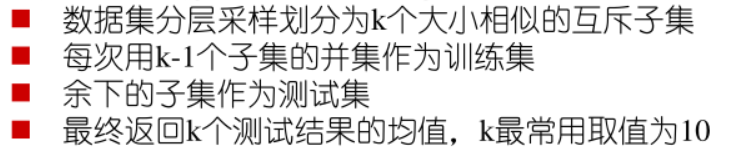 数据集分层采样划分为k个大小相似的互斥子集
每次用k-1个子集的并集作为训练集
余下的子集作为测试集
最终返回k个测试结果的均值，k最常用取值为10